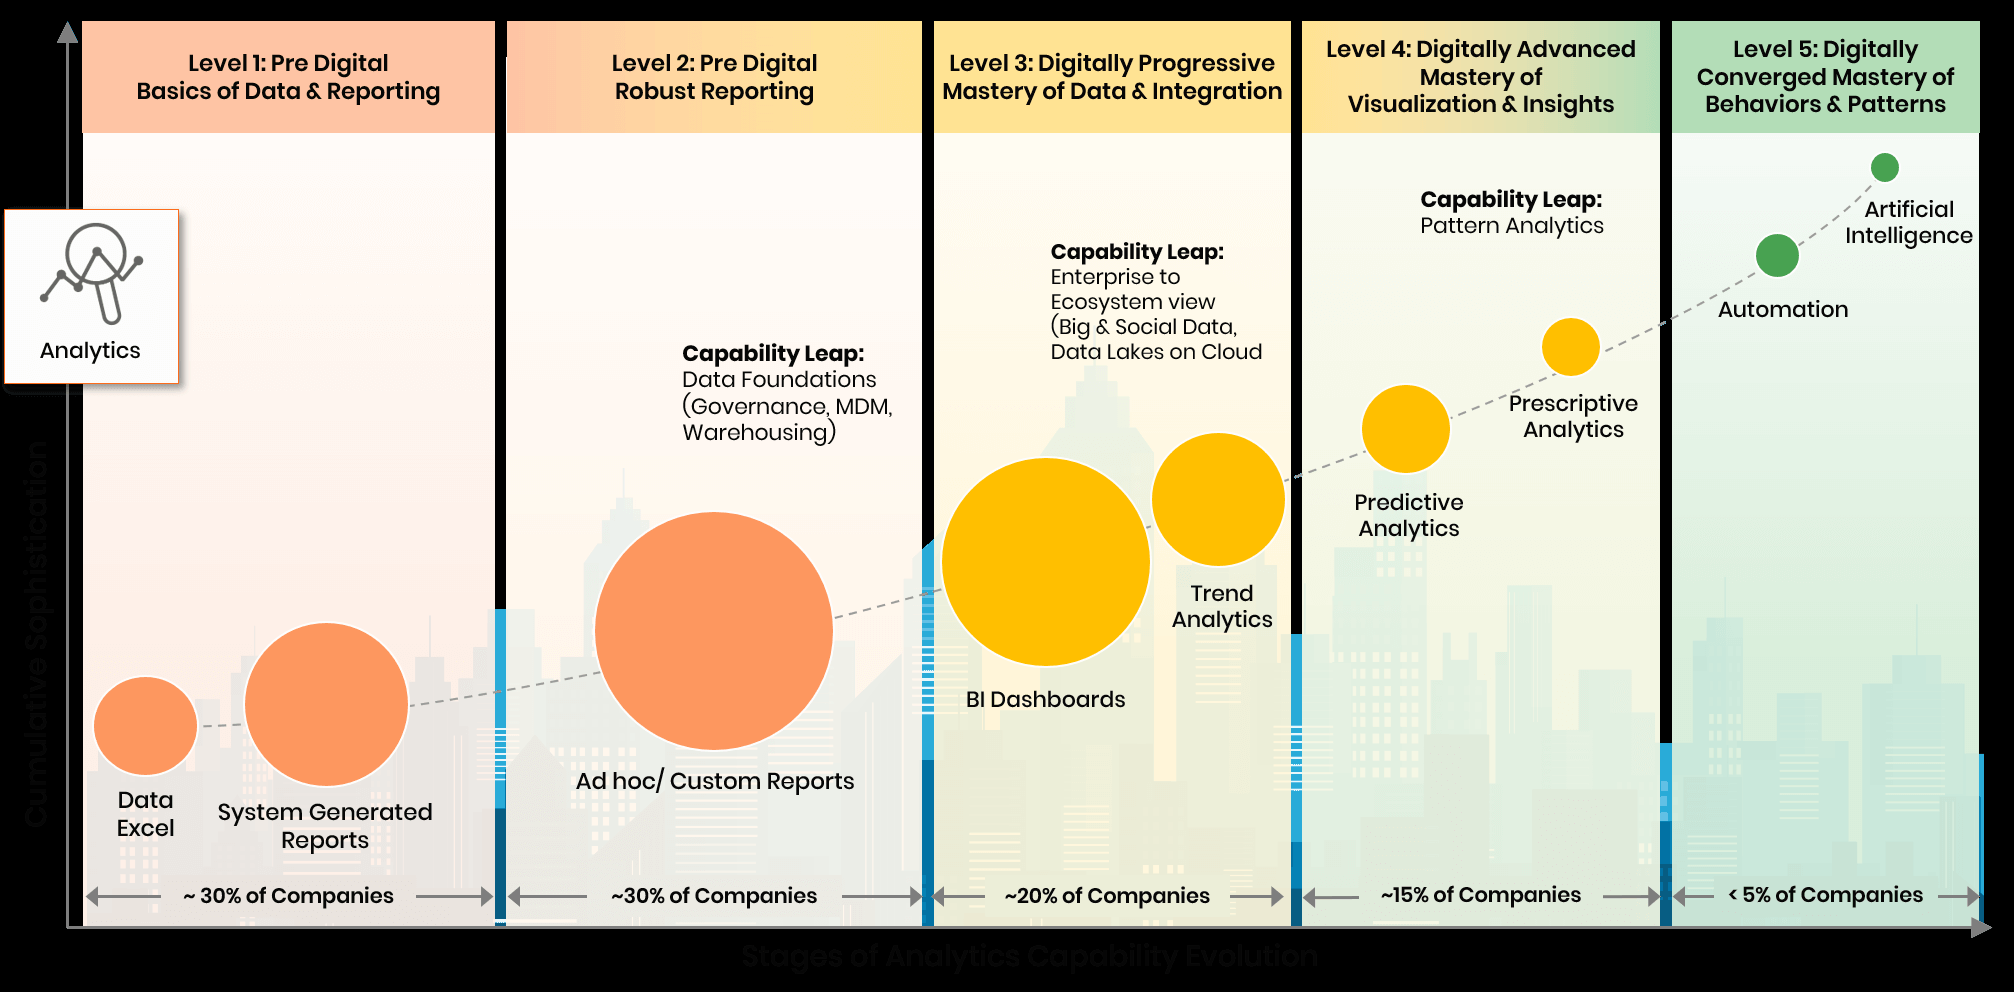 Level 1: Pre Digital
Basics of Data & Reporting
Level 2: Pre Digital
Robust Reporting
Level 3: Digitally Progressive
Mastery of Data & Integration
Level 4: Digitally Advanced
Mastery of
Visualization & Insights
Level 5: Digitally
Converged Mastery of
Behaviors & Patterns
Analytics
Cumulative Sophistication
Capability Leap:
Data Foundations
(Governance, MDM,
Warehousing)
Capability Leap:
Enterprise to
Ecosystem view
(Big & Social Data,
Data Lakes on Cloud
Capability Leap:
Pattern Analytics
Data
Excel
System Generated
Reports
Ad hoc/ Custom Reports
BI Dashboards
Trend
Analytics
Predictive
Analytics
Prescriptive
Analytics
Automation
Artificial
Intelligence
~ 30% of Companies
~30% of Companies
~20% of Companies
~15% of Companies
< 5% of Companies
Stages of Analytics Capability Evolution